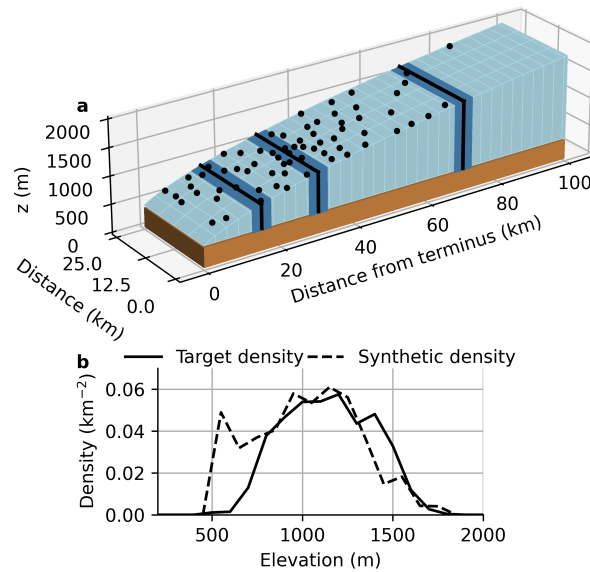 a
2000
1500
1000
500
0
z (m)
25.0
12.5
0.0
Distance (km)
0
20
40
60
80
100
Distance from terminus (km)
b
Target density
Synthetic density
0.06
0.04
0.02
0.00
Density (km⁻²)
500
1000
1500
2000
Elevation (m)